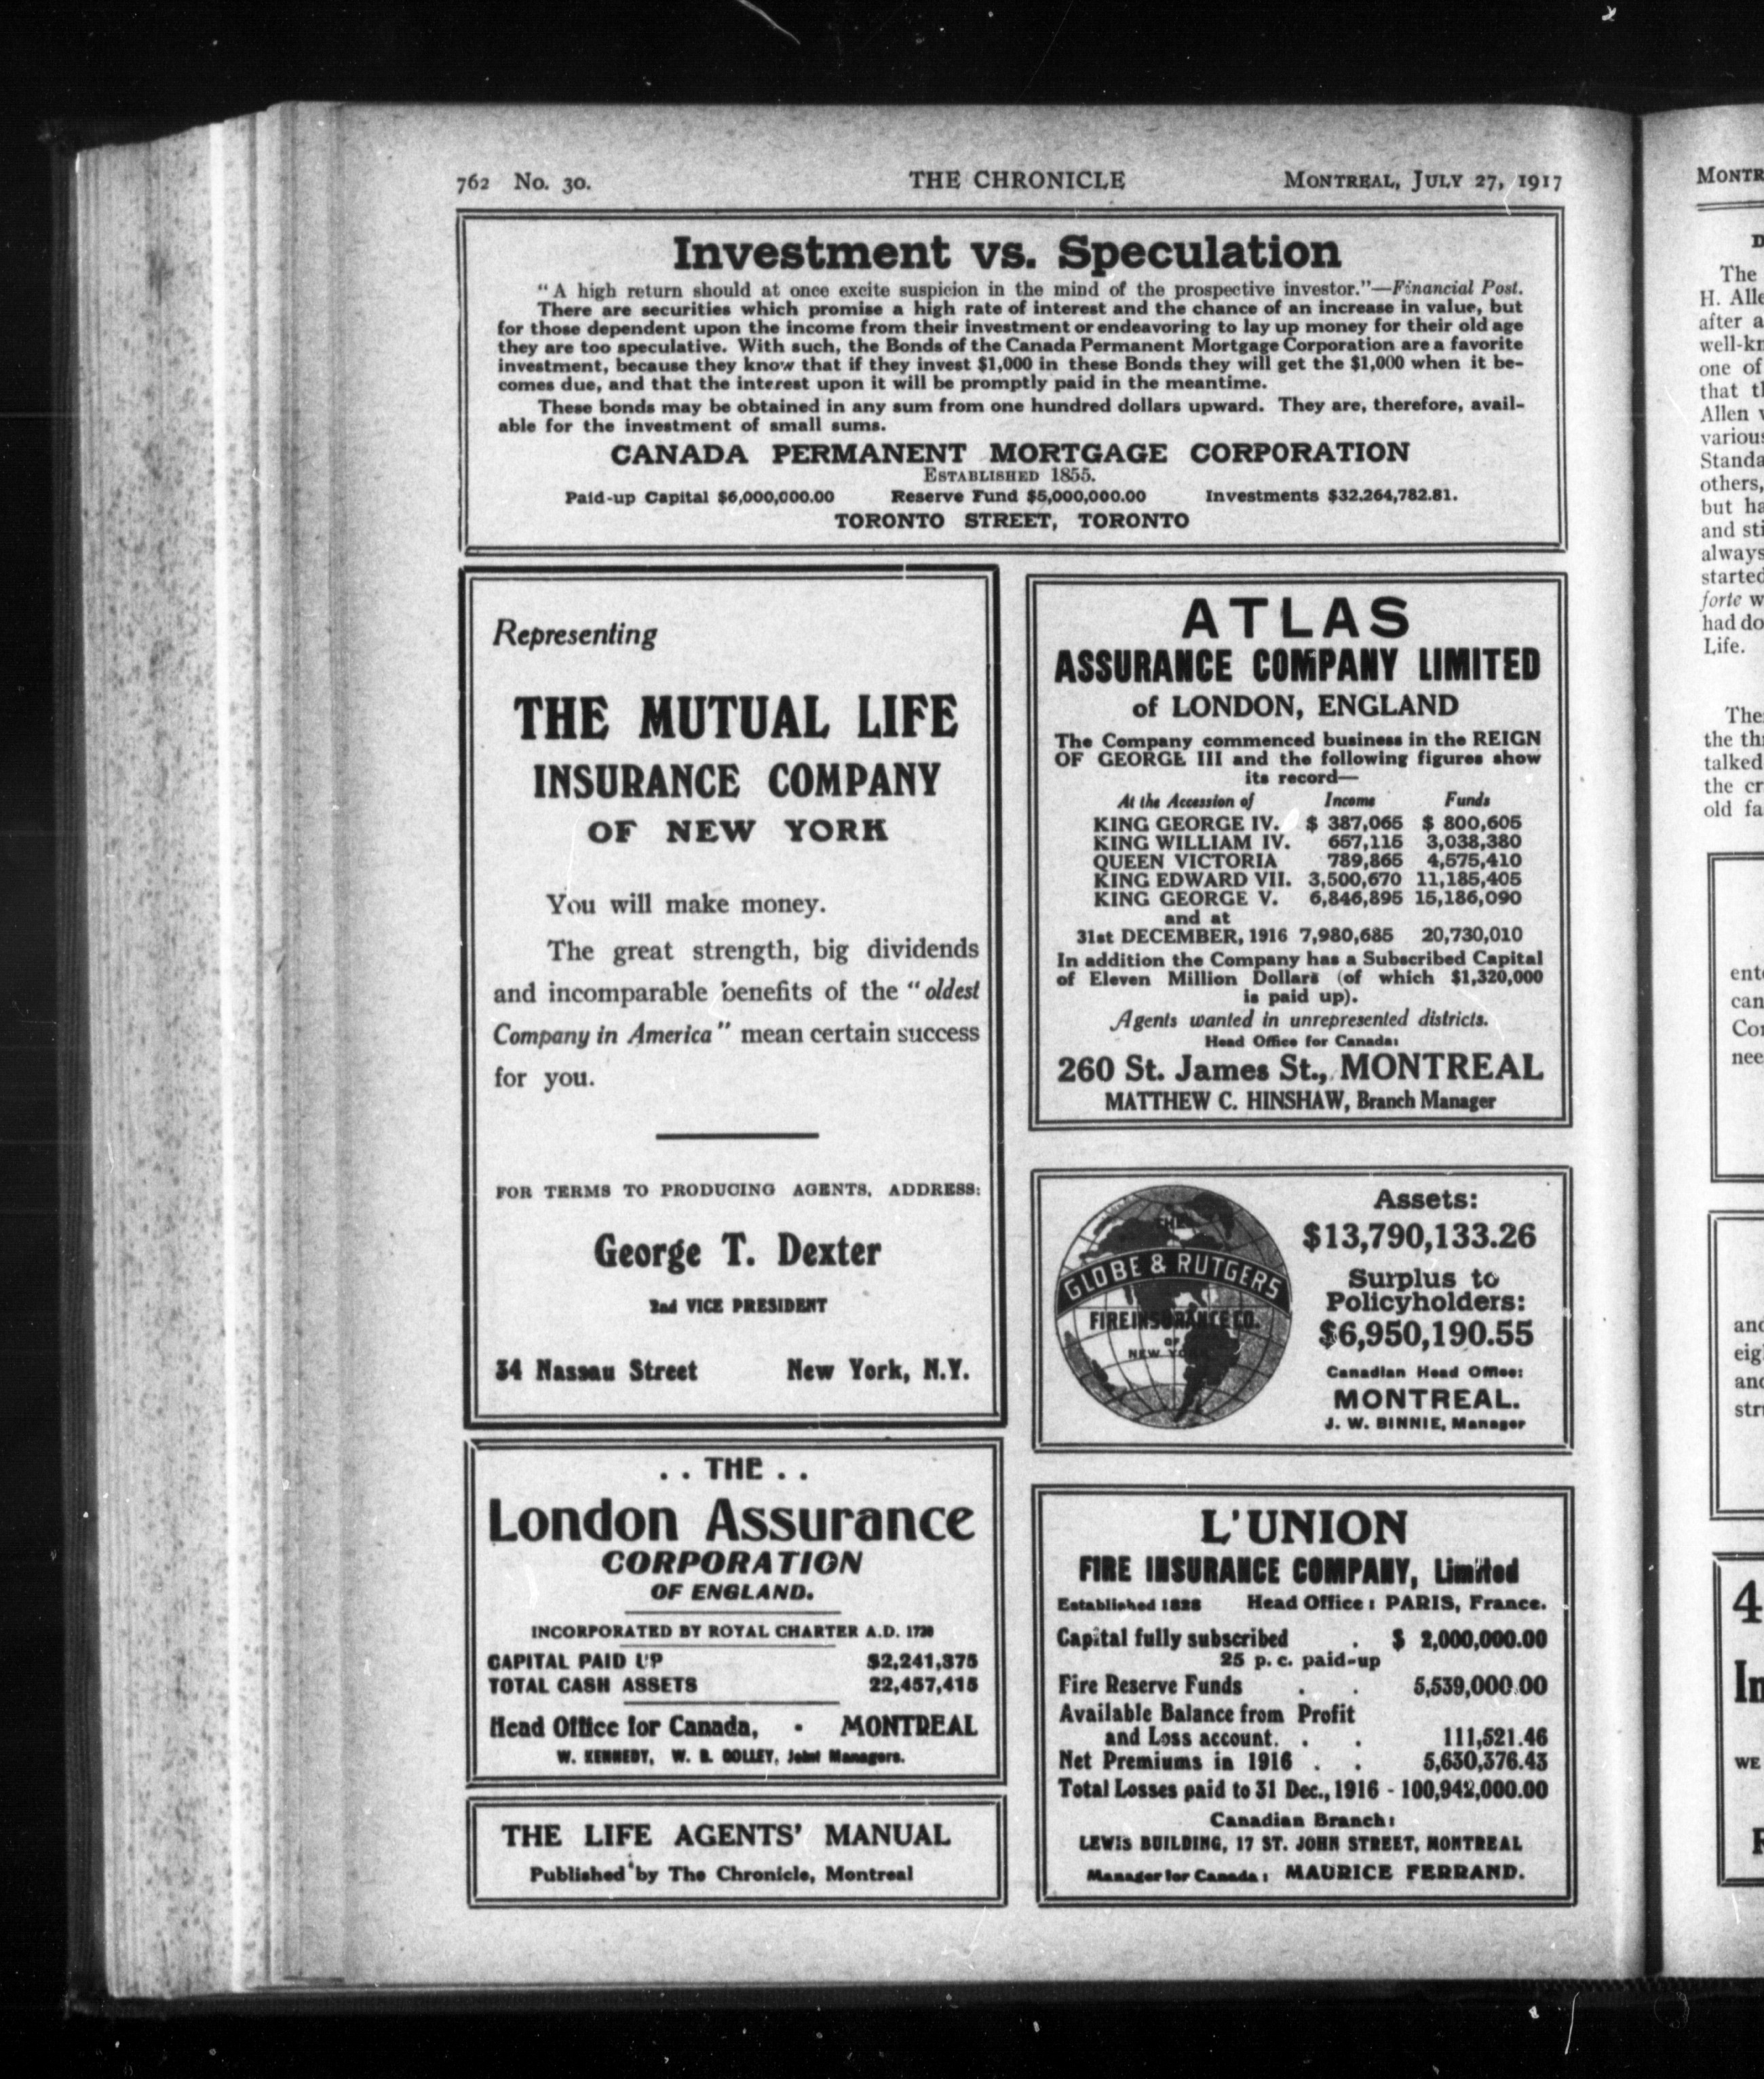 762 No. 30.
THE CHRONICLE
MONTREAL, JULY 27, 1917
Investment vs. Speculation
"A high return should at once excite suspicion in the mind of the prospective investor."—Financial Post.
There are securities which promise a high rate of interest and the chance of an increase in value, but
for those dependent upon the income from their investment or endeavoring to lay up money for their old age
they are too speculative. With such, the Bonds of the Canada Permanent Mortgage Corporation are a favorite
investment, because they know that if they invest $1,000 in these Bonds they will get the $1,000 when it be-
comes due, and that the interest upon it will be promptly paid in the meantime.
These bonds may be obtained in any sum from one hundred dollars upward. They are, therefore, avail-
able for the investment of small sums.
CANADA PERMANENT MORTGAGE CORPORATION
ESTABLISHED 1855.
Paid-up Capital $6,000,000.00 Reserve Fund $5,000,000.00 Investments $32.264,782.81.
TORONTO STREET, TORONTO
Representing
THE MUTUAL LIFE
INSURANCE COMPANY
OF NEW YORK
You will make money.
The great strength, big dividends
and incomparable benefits of the "oldest
Company in America" mean certain success
for you.
FOR TERMS TO PRODUCING AGENTS, ADDRESS:
George T. Dexter
2nd VICE PRESIDENT
34 Nassau Street New York, N.Y.
. . THE . .
London Assurance
CORPORATION
OF ENGLAND.
INCORPORATED BY ROYAL CHARTER A.D. 1720
CAPITAL PAID UP $2,241,375
TOTAL CASH ASSETS 22,457,415
Head Office for Canada, - MONTREAL
W. KENNEDY, W. B. COLLEY, Joint Managers.
THE LIFE AGENTS' MANUAL
Published by The Chronicle, Montreal
ATLAS
ASSURANCE COMPANY LIMITED
of LONDON, ENGLAND
The Company commenced business in the REIGN
OF GEORGE III and the following figures show
its record—
At the Accession of Income Funds
KING GEORGE IV. $ 387,065 $ 800,605
KING WILLIAM IV. 657,115 3,038,380
QUEEN VICTORIA 789,865 4,575,410
KING EDWARD VII. 3,500,670 11,185,405
KING GEORGE V. 6,846,895 15,186,090
and at
31st DECEMBER, 1916 7,980,685 20,730,010
In addition the Company has a Subscribed Capital
of Eleven Million Dollars (of which $1,320,000
is paid up).
Agents wanted in unrepresented districts.
Head Office for Canada:
260 St. James St., MONTREAL
MATTHEW C. HINSHAW, Branch Manager
THE
GLOBE & RUTGERS
FIRE INSURANCE CO.
OF
NEW YORK
Assets:
$13,790,133.26
Surplus to
Policyholders:
$6,950,190.55
Canadian Head Office:
MONTREAL.
J. W. BINNIE, Manager
L'UNION
FIRE INSURANCE COMPANY, Limited
Established 1828 Head Office: PARIS, France.
Capital fully subscribed . $ 2,000,000.00
25 p. c. paid-up
Fire Reserve Funds . . 5,539,000.00
Available Balance from Profit
and Loss account. . . 111,521.46
Net Premiums in 1916 . . 5,630,376.43
Total Losses paid to 31 Dec., 1916 - 100,942,000.00
Canadian Branch:
LEWIS BUILDING, 17 ST. JOHN STREET, MONTREAL
Manager for Canada: MAURICE FERRAND.
The
H. Alle
after a
one of
others,
and sti
always
started
forte w
had do
Life.
talked
old fa